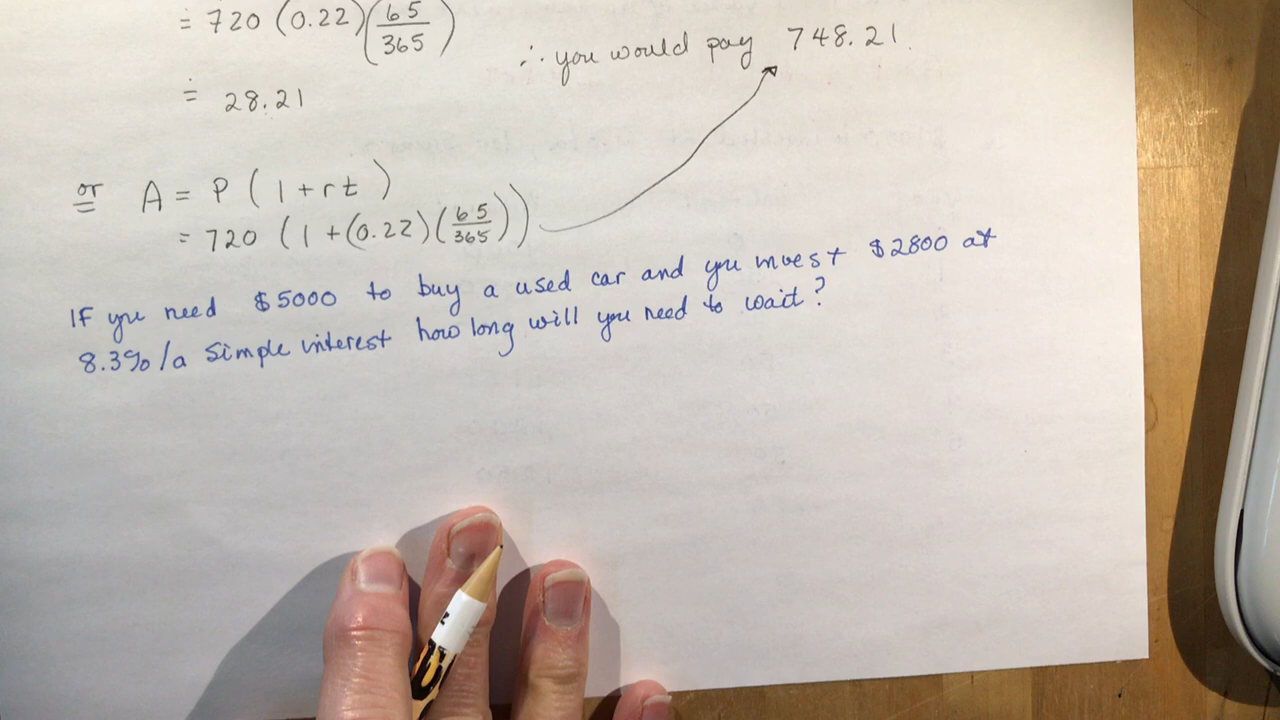 = 720 (0.22)(65/365)
∴ you would pay 748.21.
≐ 28.21
or A = P (1+rt)
= 720 (1+(0.22)(65/365))
IF you need $5000 to buy a used car and you invest $2800 at
8.3%/a simple interest how long will you need to wait?